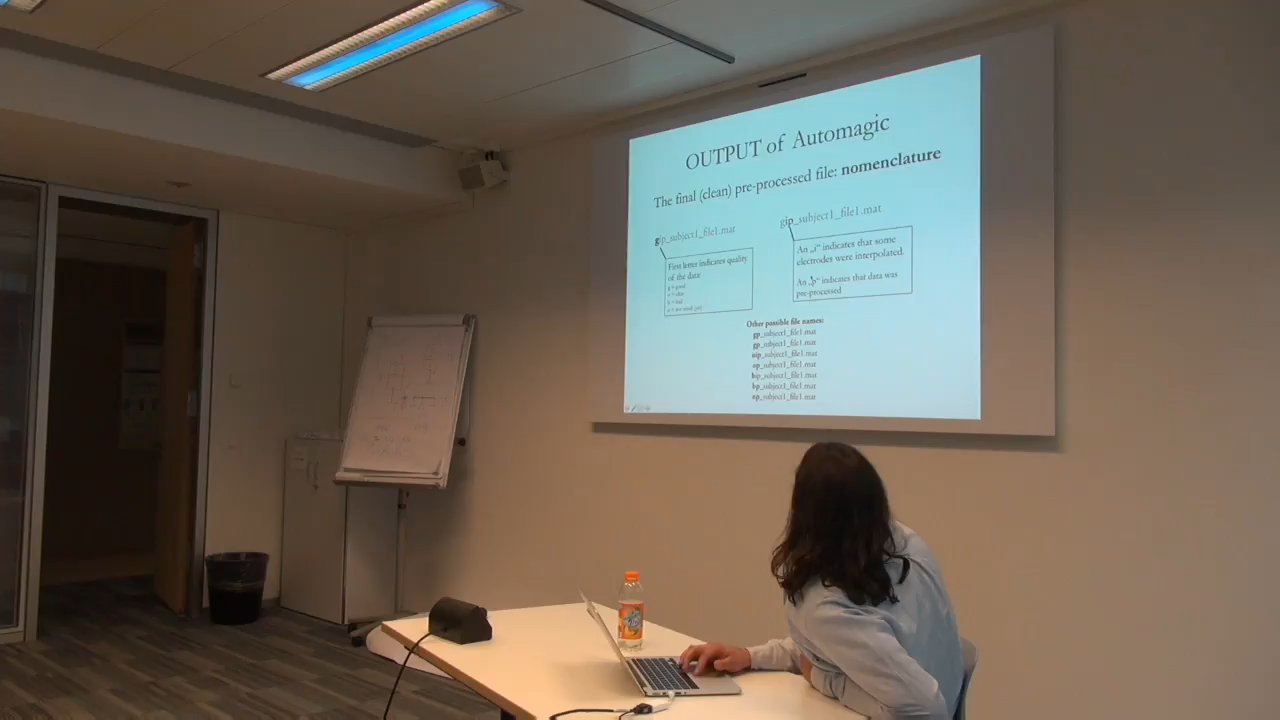 OUTPUT of Automagic
The final (clean) pre-processed file: nomenclature
gip_subject1_file1.mat
gip_subject1_file1.mat
First letter indicates quality
of the data
g = good
b = bad
An „i“ indicates that some
electrodes were interpolated.
An „p“ indicates that data was
pre-processed
Other possible file names:
gp_subject1_file1.mat
gp_subject1_file1.mat
oip_subject1_file1.mat
op_subject1_file1.mat
bip_subject1_file1.mat
bp_subject1_file1.mat
np_subject1_file1.mat